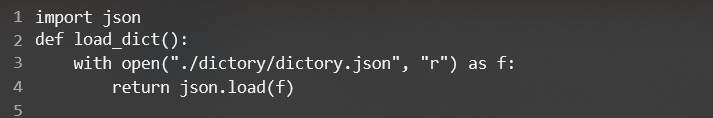 1 import json
2 def load_dict():
3     with open("./dictory/dictory.json", "r") as f:
4         return json.load(f)
5